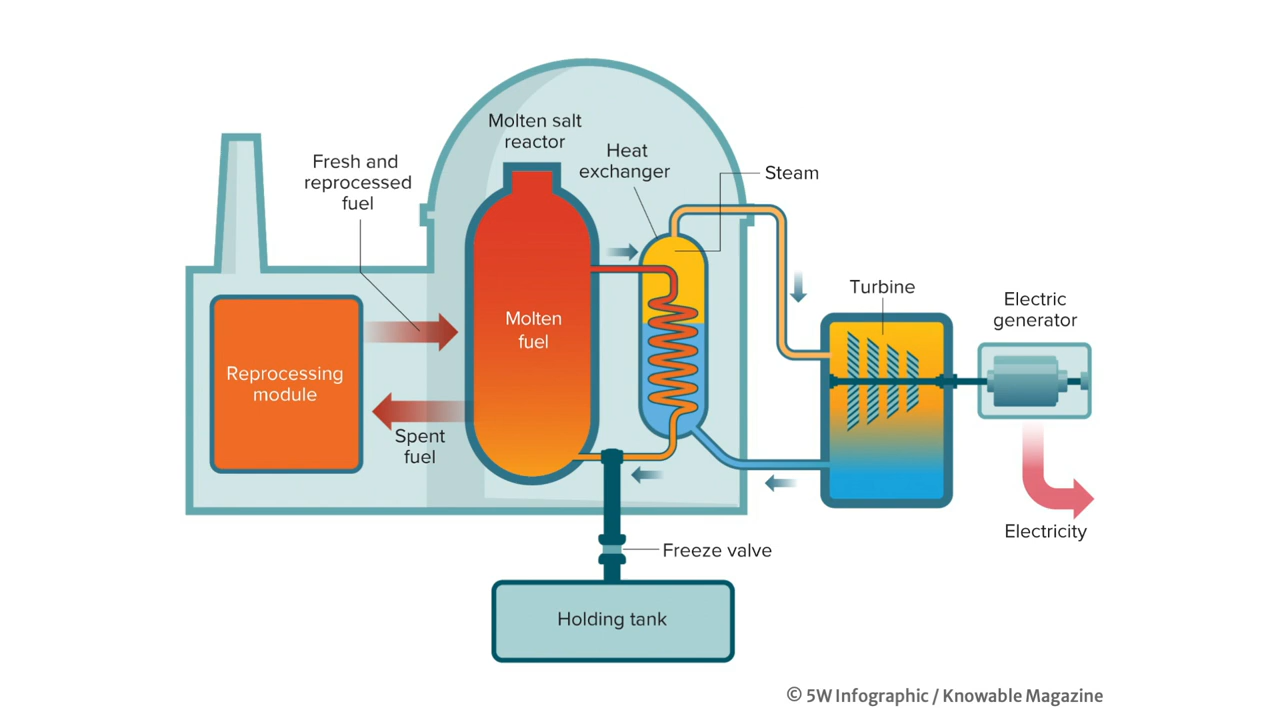 Molten salt
reactor
Heat
exchanger
Steam
Fresh and
reprocessed
fuel
Turbine
Electric
generator
Molten
fuel
Reprocessing
module
Spent
fuel
Electricity
Freeze valve
Holding tank
© 5W Infographic / Knowable Magazine